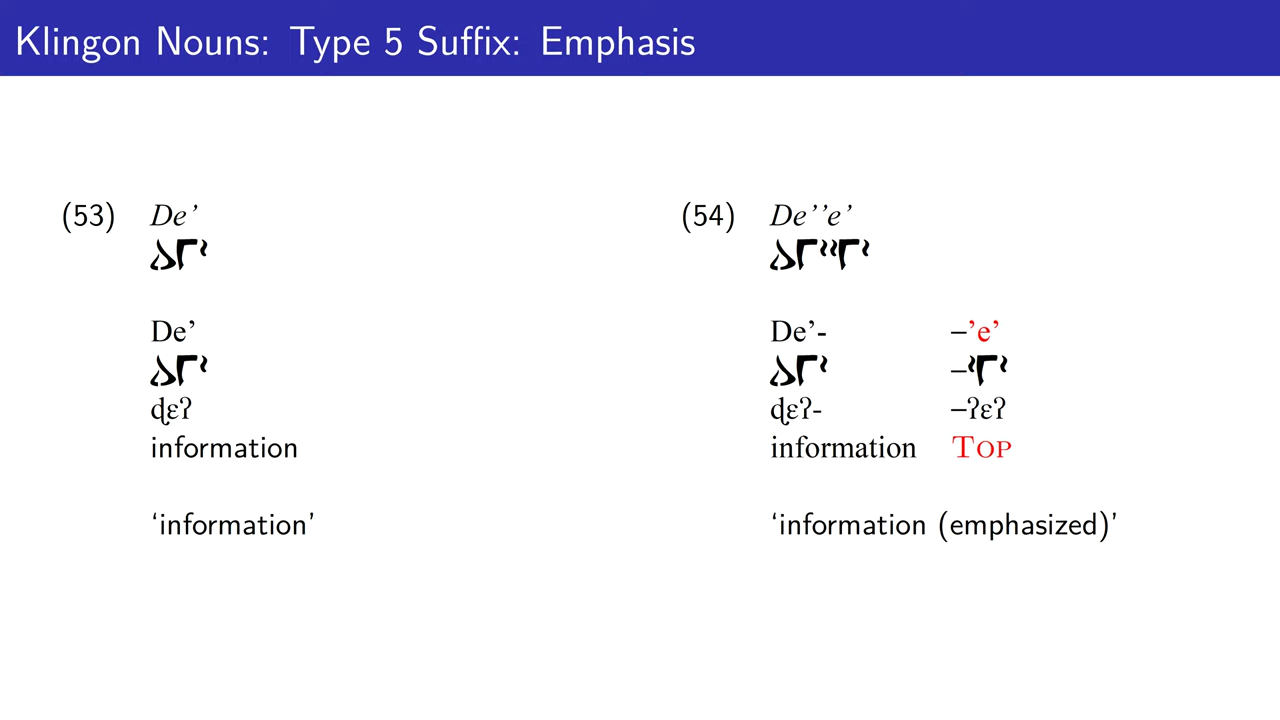 Klingon Nouns: Type 5 Suffix: Emphasis
(53) De’
 
De’
 
ɖɛʔ
information
‘information’
(54) De’’e’
 
De’- –’e’
 –
ɖɛʔ- –ʔɛʔ
information Top
‘information (emphasized)’